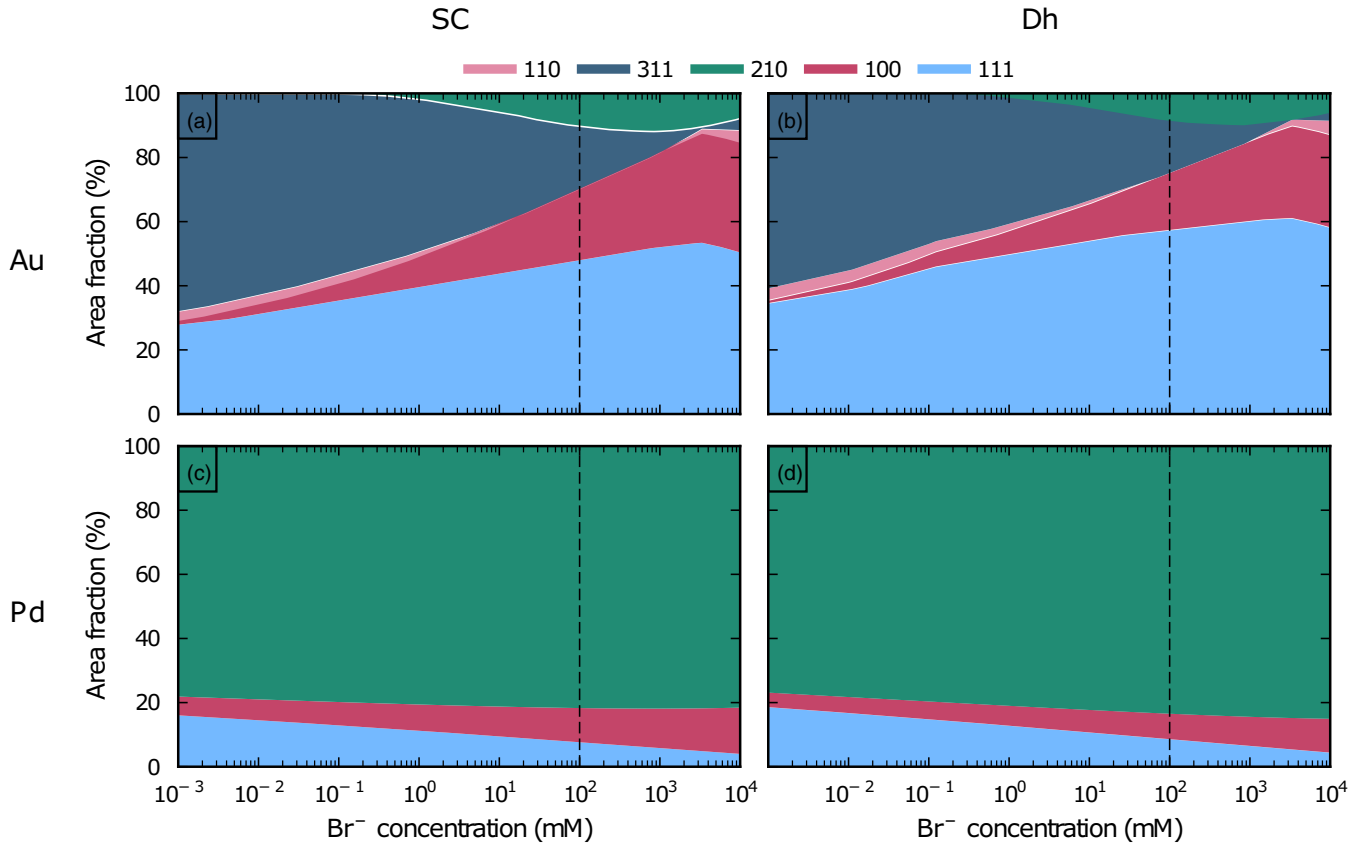 SC Dh
110 311 210 100 111
Au
Area fraction (%)
100
80
60
40
20
0
(a)
(b)
Pd
Area fraction (%)
100
80
60
40
20
0
(c)
(d)
10⁻³ 10⁻² 10⁻¹ 10⁰ 10¹ 10² 10³ 10⁴
10⁻² 10⁻¹ 10⁰ 10¹ 10² 10³ 10⁴
Br⁻ concentration (mM) Br⁻ concentration (mM)